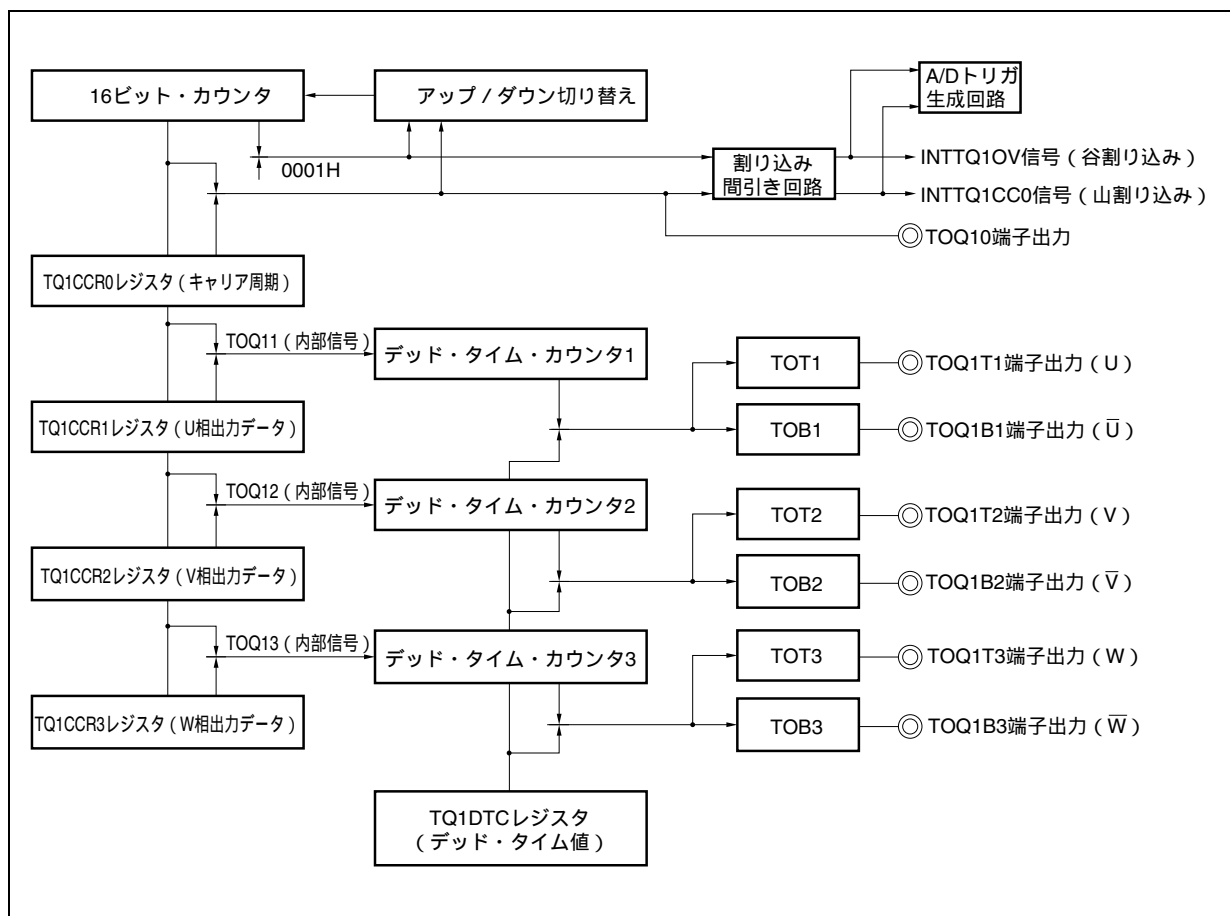 16ビット・カウンタ
アップ / ダウン切り替え
A/Dトリガ
生成回路
0001H
割り込み
間引き回路
INTTQ1OV信号(谷割り込み)
INTTQ1CC0信号(山割り込み)
TOQ10端子出力
TQ1CCR0レジスタ(キャリア周期)
TOQ11(内部信号)
デッド・タイム・カウンタ1
TOT1
TOQ1T1端子出力(U)
TQ1CCR1レジスタ(U相出力データ)
TOB1
TOQ1B1端子出力(U̅)
TOQ12(内部信号)
デッド・タイム・カウンタ2
TOT2
TOQ1T2端子出力(V)
TQ1CCR2レジスタ(V相出力データ)
TOB2
TOQ1B2端子出力(V̅)
TOQ13(内部信号)
デッド・タイム・カウンタ3
TOT3
TOQ1T3端子出力(W)
TQ1CCR3レジスタ(W相出力データ)
TOB3
TOQ1B3端子出力(W̅)
TQ1DTCレジスタ
(デッド・タイム値)